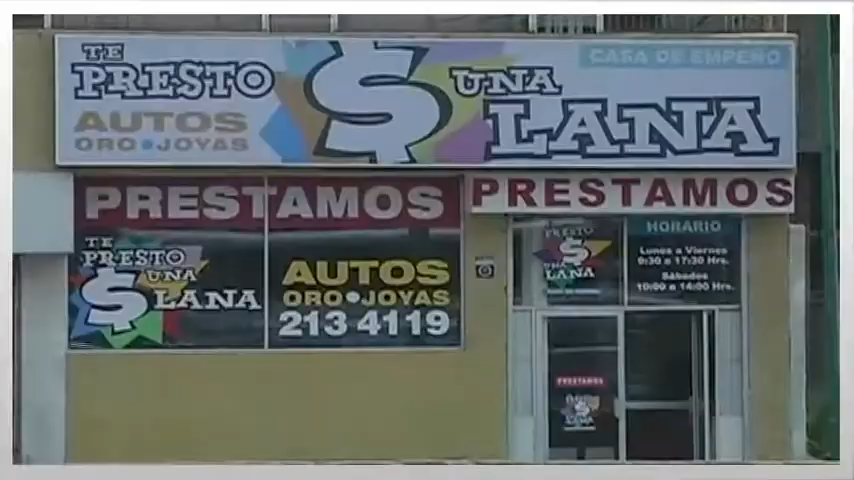 TE
PRESTO
$
UNA
LANA
CASA DE EMPEÑO
AUTOS
ORO • JOYAS
PRESTAMOS
TE
PRESTO
UNA
$ LANA
AUTOS
ORO • JOYAS
213 4119
PRESTAMOS
PRESTO
$
UNA
LANA
HORARIO
Lunes a Viernes
9:30 a 17:30 Hrs.
Sábados
10:00 a 14:00 Hrs.
PRESTAMOS
$
LANA